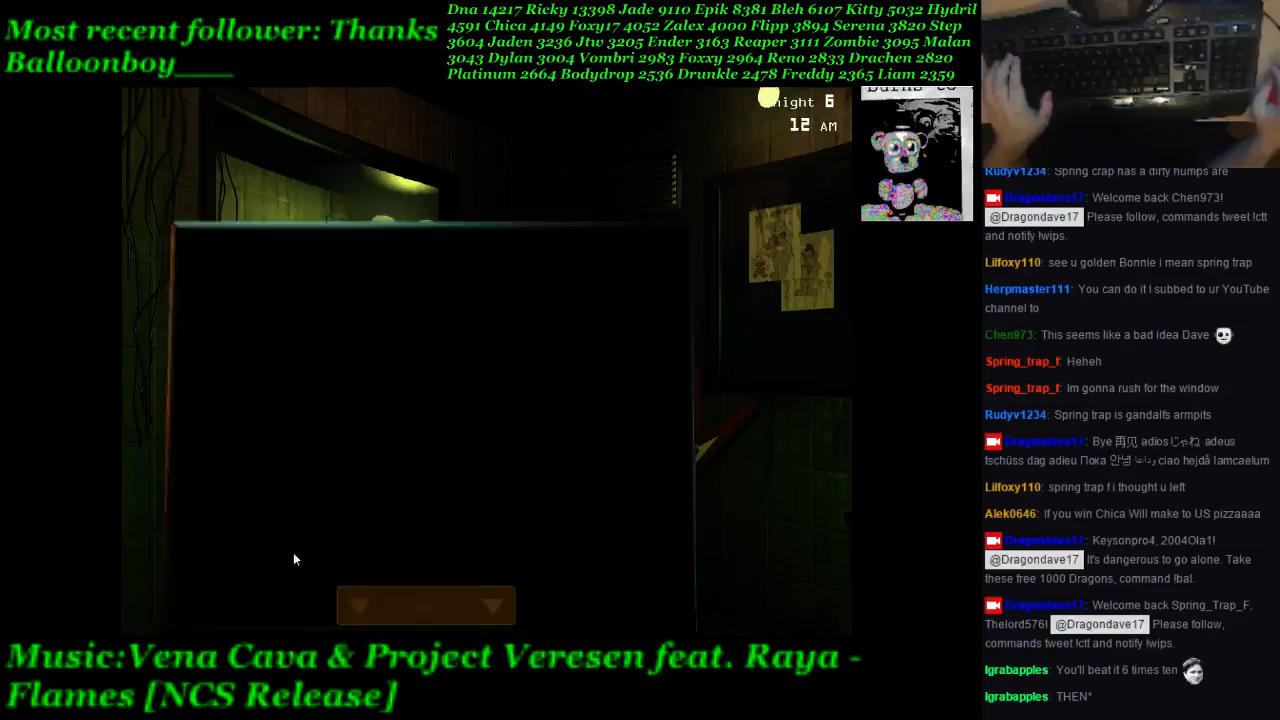 Most recent follower: Thanks
Balloonboy___
Dna 14217 Ricky 13398 Jade 9110 Epik 8381 Bleh 6107 Kitty 5032 Hydril
4591 Chica 4149 Foxy17 4052 Zalex 4000 Flipp 3894 Serena 3820 Step
3604 Jaden 3236 Jtw 3205 Ender 3163 Reaper 3111 Zombie 3095 Malan
3043 Dylan 3004 Vombri 2983 Foxxy 2964 Reno 2833 Drachen 2820
Platinum 2664 Bodydrop 2536 Drunkle 2478 Freddy 2365 Liam 2359
night 6
12 AM
Rudyv1234: Spring crap has a dirty humps are
Dragondave17: Welcome back Chen973!
@Dragondave17 Please follow, commands tweet !ctt
and notify !wips.
Lilfoxy110: see u golden Bonnie i mean spring trap
Herpmaster111: You can do it I subbed to ur YouTube
channel to
Chen973: This seems like a bad idea Dave
Spring_trap_f: Heheh
Spring_trap_f: Im gonna rush for the window
Rudyv1234: Spring trap is gandalfs armpits
Dragondave17: Bye 再见 adios じゃね adeus
tschüss dag adieu Пока 안녕 وداعا ciao hejdå Iamcaelum
Lilfoxy110: spring trap f i thought u left
Alek0646: If you win Chica Will make to US pizzaaaa
Dragondave17: Keysonpro4, 2004Ola1!
@Dragondave17 It's dangerous to go alone. Take
these free 1000 Dragons, command !bal.
Dragondave17: Welcome back Spring_Trap_F,
Thelord576! @Dragondave17 Please follow,
commands tweet !ctt and notify !wips.
Igrabapples: You'll beat it 6 times ten
Igrabapples: THEN*
Music:Vena Cava & Project Veresen feat. Raya -
Flames [NCS Release]